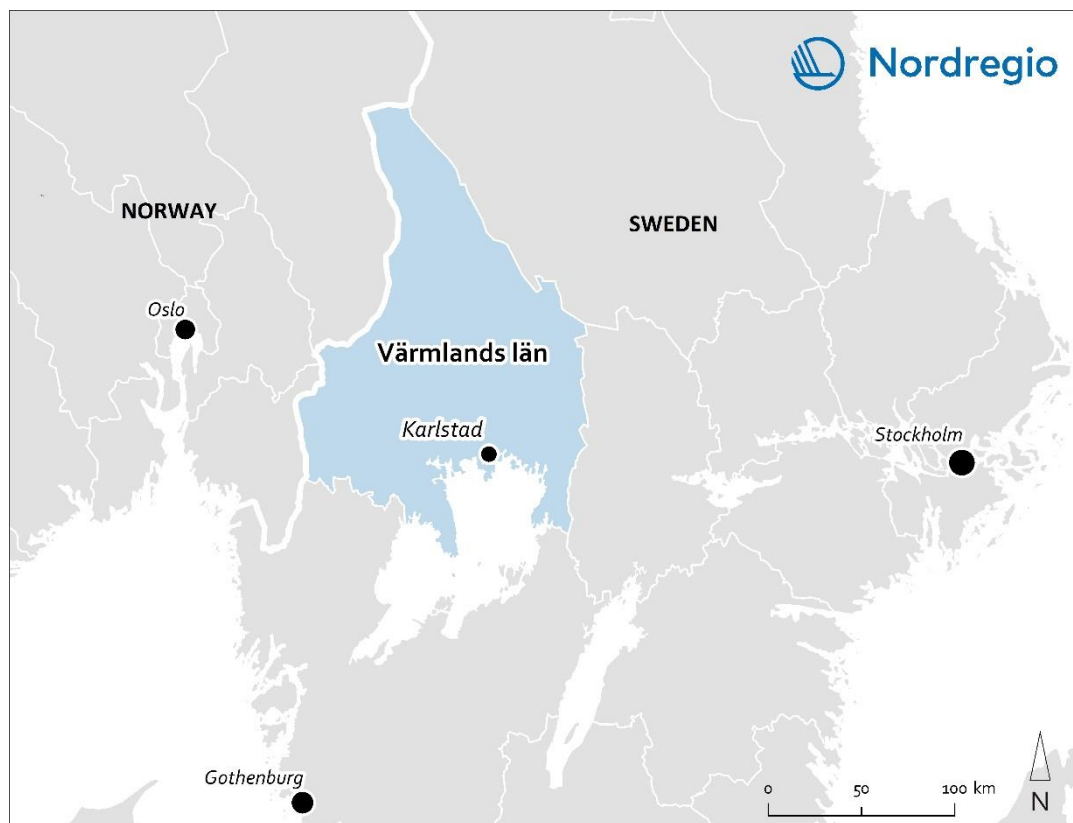 Nordregio
NORWAY
SWEDEN
Oslo
Värmlands län
Karlstad
Stockholm
Gothenburg
0 50 100 km
N